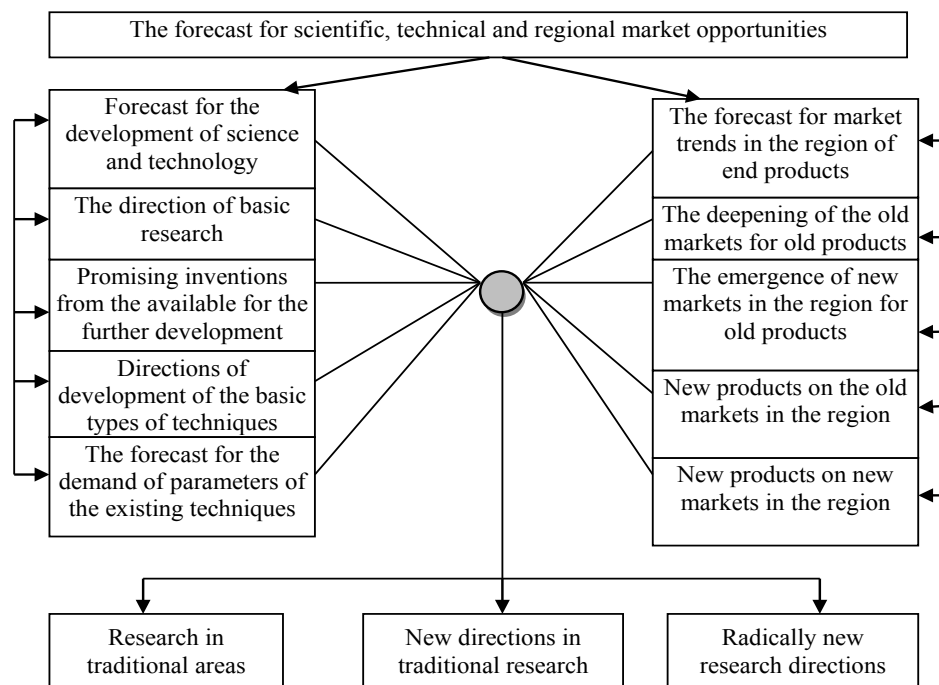 The forecast for scientific, technical and regional market opportunities
Forecast for the
development of science
and technology
The direction of basic
research
Promising inventions
from the available for the
further development
Directions of
development of the basic
types of techniques
The forecast for the
demand of parameters of
the existing techniques
The forecast for market
trends in the region of
end products
The deepening of the old
markets for old products
The emergence of new
markets in the region for
old products
New products on the old
markets in the region
New products on new
markets in the region
Research in
traditional areas
New directions in
traditional research
Radically new
research directions